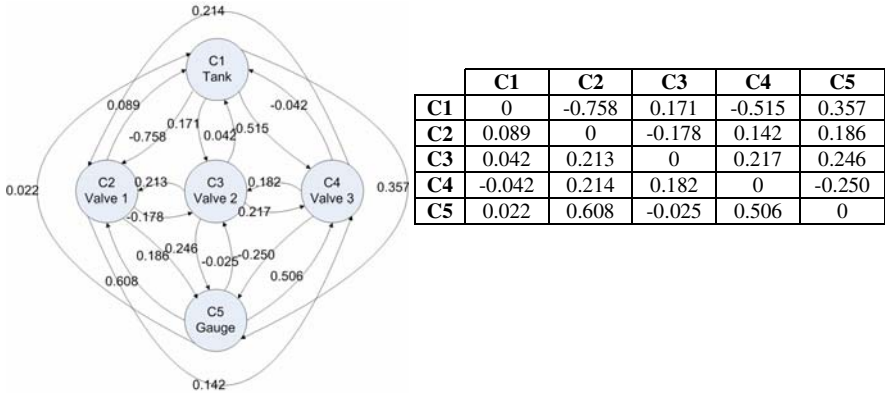 0.214
C1
Tank
0.089
-0.042
0.171
-0.758
0.042
0.515
C2
Valve 1
C3
Valve 2
C4
Valve 3
0.213
0.182
0.022
0.357
-0.178
0.217
0.246
0.186
-0.025
-0.250
0.608
0.506
C5
Gauge
0.142
C1 C2 C3 C4 C5
C1 0 -0.758 0.171 -0.515 0.357
C2 0.089 0 -0.178 0.142 0.186
C3 0.042 0.213 0 0.217 0.246
C4 -0.042 0.214 0.182 0 -0.250
C5 0.022 0.608 -0.025 0.506 0